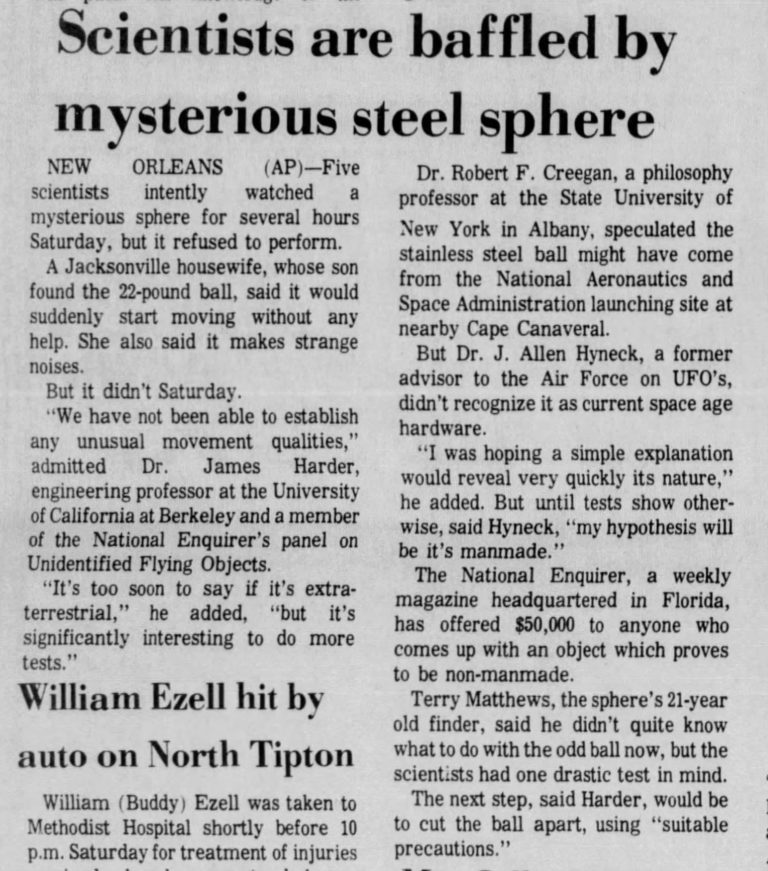 Scientists are baffled by
mysterious steel sphere
NEW ORLEANS (AP)—Five
scientists intently watched a
mysterious sphere for several hours
Saturday, but it refused to perform.
A Jacksonville housewife, whose son
found the 22-pound ball, said it would
suddenly start moving without any
help. She also said it makes strange
noises.
But it didn't Saturday.
"We have not been able to establish
any unusual movement qualities,"
admitted Dr. James Harder,
engineering professor at the University
of California at Berkeley and a member
of the National Enquirer's panel on
Unidentified Flying Objects.
"It's too soon to say if it's extra-
terrestrial," he added, "but it's
significantly interesting to do more
tests."
William Ezell hit by
auto on North Tipton
William (Buddy) Ezell was taken to
Methodist Hospital shortly before 10
p.m. Saturday for treatment of injuries
Dr. Robert F. Creegan, a philosophy
professor at the State University of
New York in Albany, speculated the
stainless steel ball might have come
from the National Aeronautics and
Space Administration launching site at
nearby Cape Canaveral.
But Dr. J. Allen Hyneck, a former
advisor to the Air Force on UFO's,
didn't recognize it as current space age
hardware.
"I was hoping a simple explanation
would reveal very quickly its nature,"
he added. But until tests show other-
wise, said Hyneck, "my hypothesis will
be it's manmade."
The National Enquirer, a weekly
magazine headquartered in Florida,
has offered $50,000 to anyone who
comes up with an object which proves
to be non-manmade.
Terry Matthews, the sphere's 21-year
old finder, said he didn't quite know
what to do with the odd ball now, but the
scientists had one drastic test in mind.
The next step, said Harder, would be
to cut the ball apart, using "suitable
precautions."